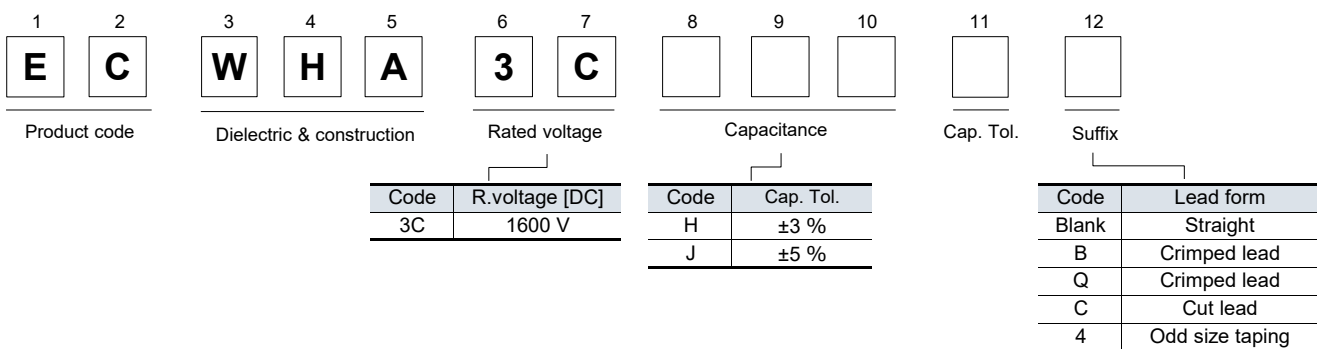 1 2 3 4 5 6 7 8 9 10 11 12
E C W H A 3 C
Product code Dielectric & construction Rated voltage Capacitance Cap. Tol. Suffix
Code R.voltage [DC] Code Cap. Tol. Code Lead form
3C 1600 V H ±3 % Blank Straight
J ±5 % B Crimped lead
Q Crimped lead
C Cut lead
4 Odd size taping